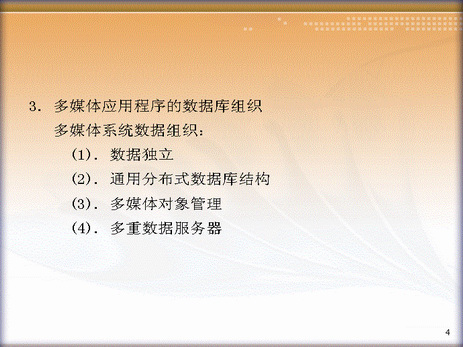 3. 多媒体应用程序的数据库组织
多媒体系统数据组织:
(1). 数据独立
(2). 通用分布式数据库结构
(3). 多媒体对象管理
(4). 多重数据服务器
4